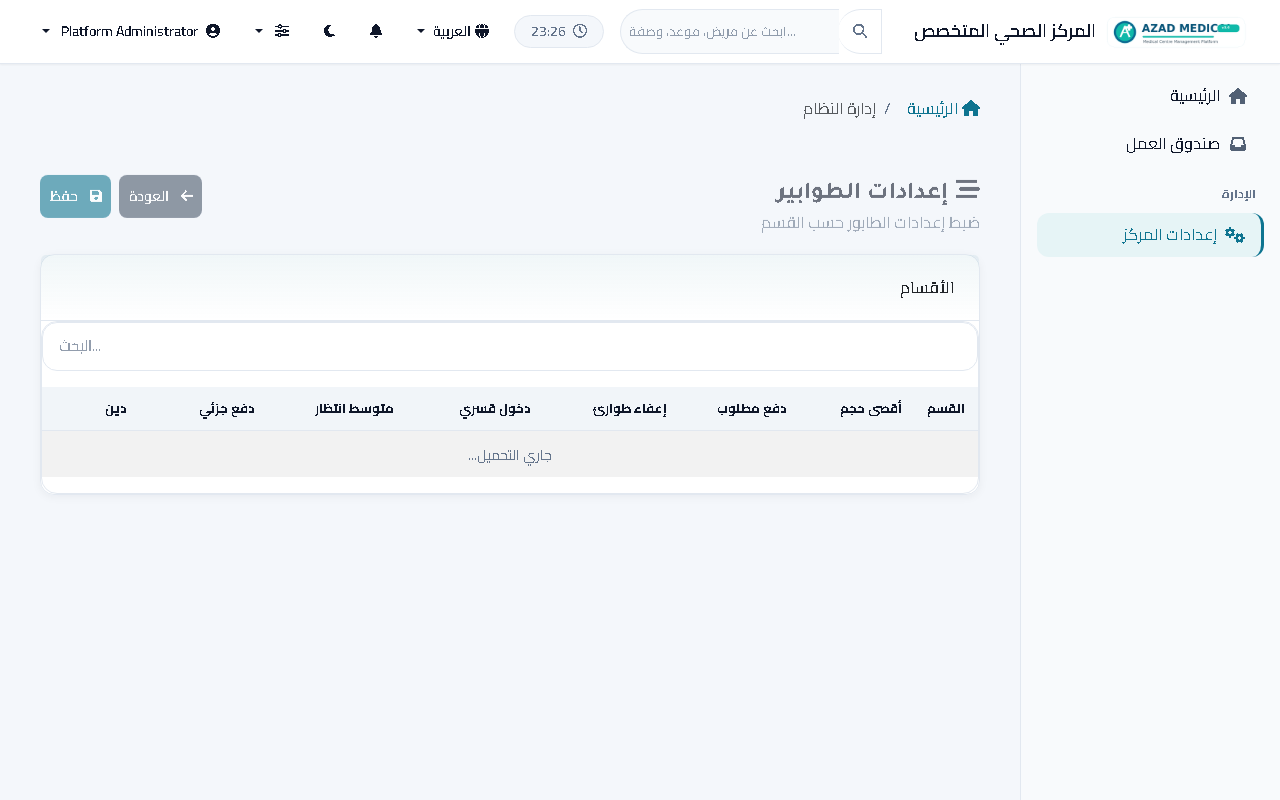 AZAD MEDIC
Medical Centre Management Platform
المركز الصحي المتخصص
ابحث عن مريض، موعد، وصفة...
23:26
العربية
Platform Administrator
الرئيسية
صندوق العمل
الإدارة
إعدادات المركز
الرئيسية / إدارة النظام
إعدادات الطوابير
ضبط إعدادات الطابور حسب القسم
العودة
حفظ
الأقسام
البحث...
القسم أقصى حجم دفع مطلوب إعفاء طوارئ دخول قسري متوسط انتظار دفع جزئي دين
جاري التحميل...